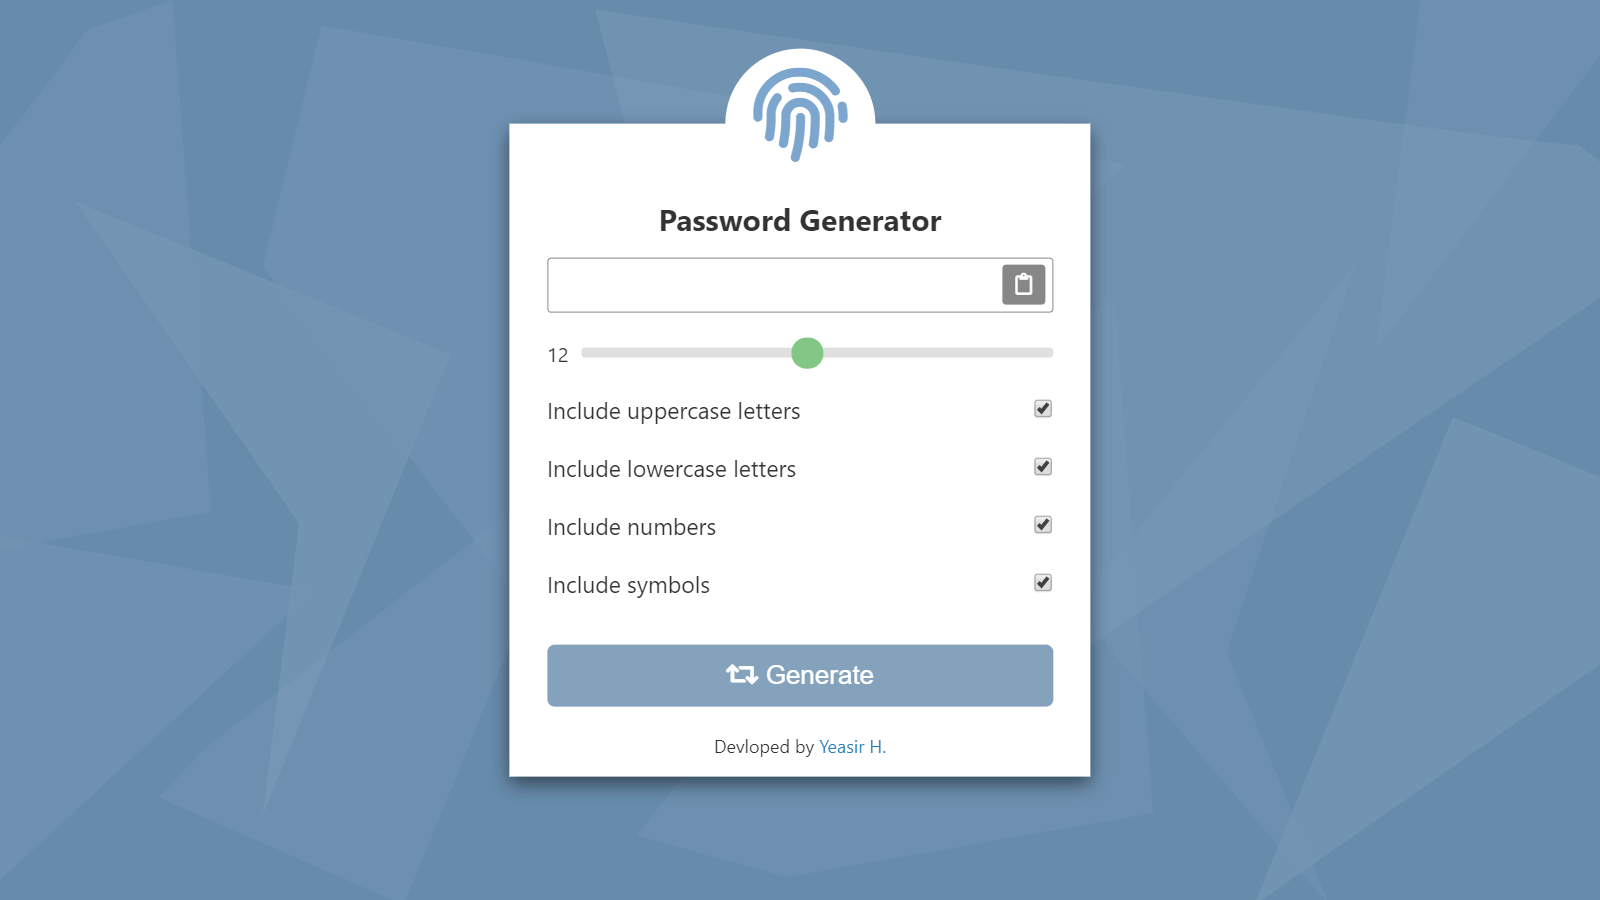 Password Generator
12
Include uppercase letters
Include lowercase letters
Include numbers
Include symbols
Generate
Devloped by Yeasir H.